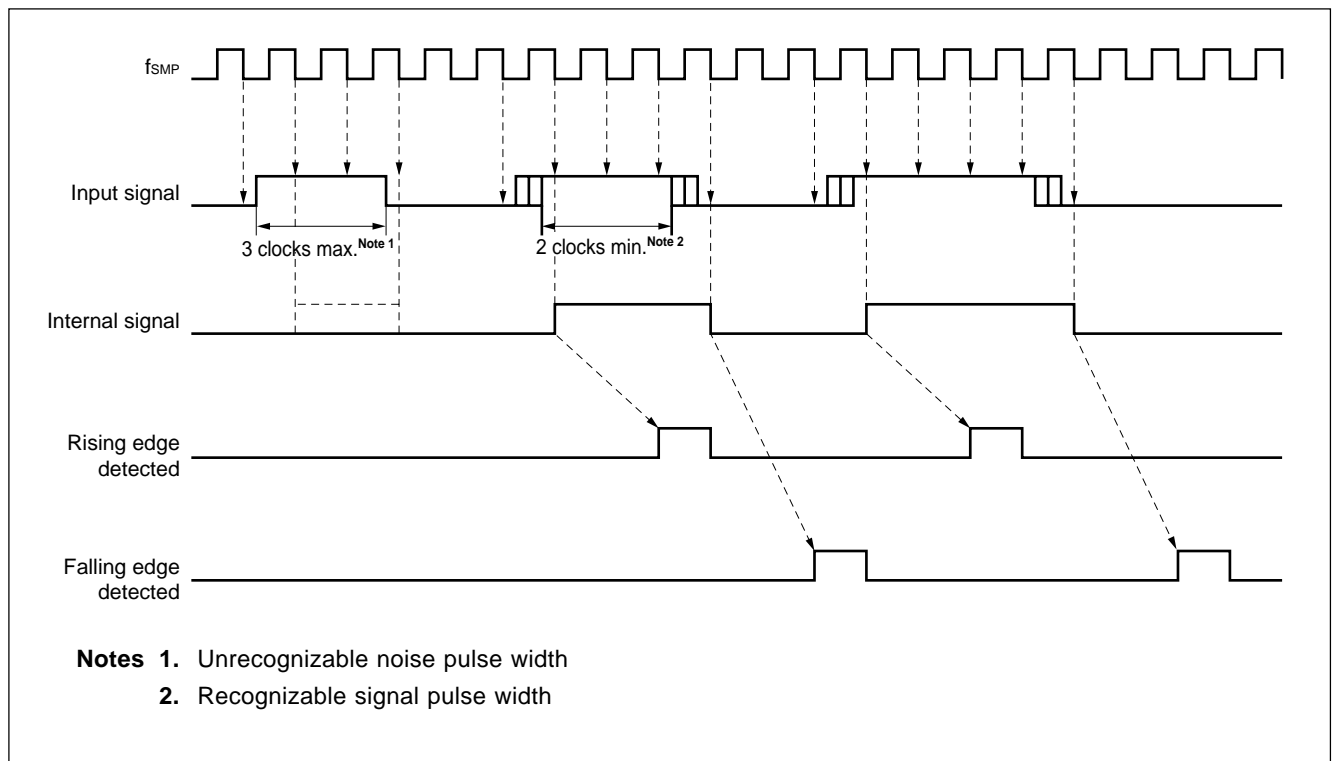 fSMP
Input signal
3 clocks max.Note 1
2 clocks min.Note 2
Internal signal
Rising edge
detected
Falling edge
detected
Notes 1. Unrecognizable noise pulse width
2. Recognizable signal pulse width